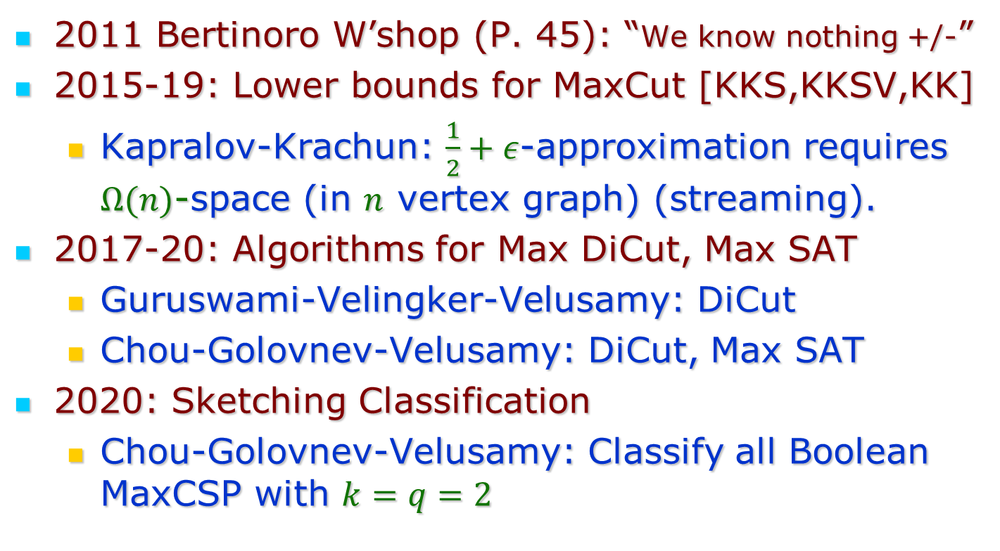 2011 Bertinoro W’shop (P. 45): “We know nothing +/-”
2015-19: Lower bounds for MaxCut [KKS,KKSV,KK]
Kapralov-Krachun: 1/2 + ϵ-approximation requires
Ω(n)-space (in n vertex graph) (streaming).
2017-20: Algorithms for Max DiCut, Max SAT
Guruswami-Velingker-Velusamy: DiCut
Chou-Golovnev-Velusamy: DiCut, Max SAT
2020: Sketching Classification
Chou-Golovnev-Velusamy: Classify all Boolean
MaxCSP with k = q = 2